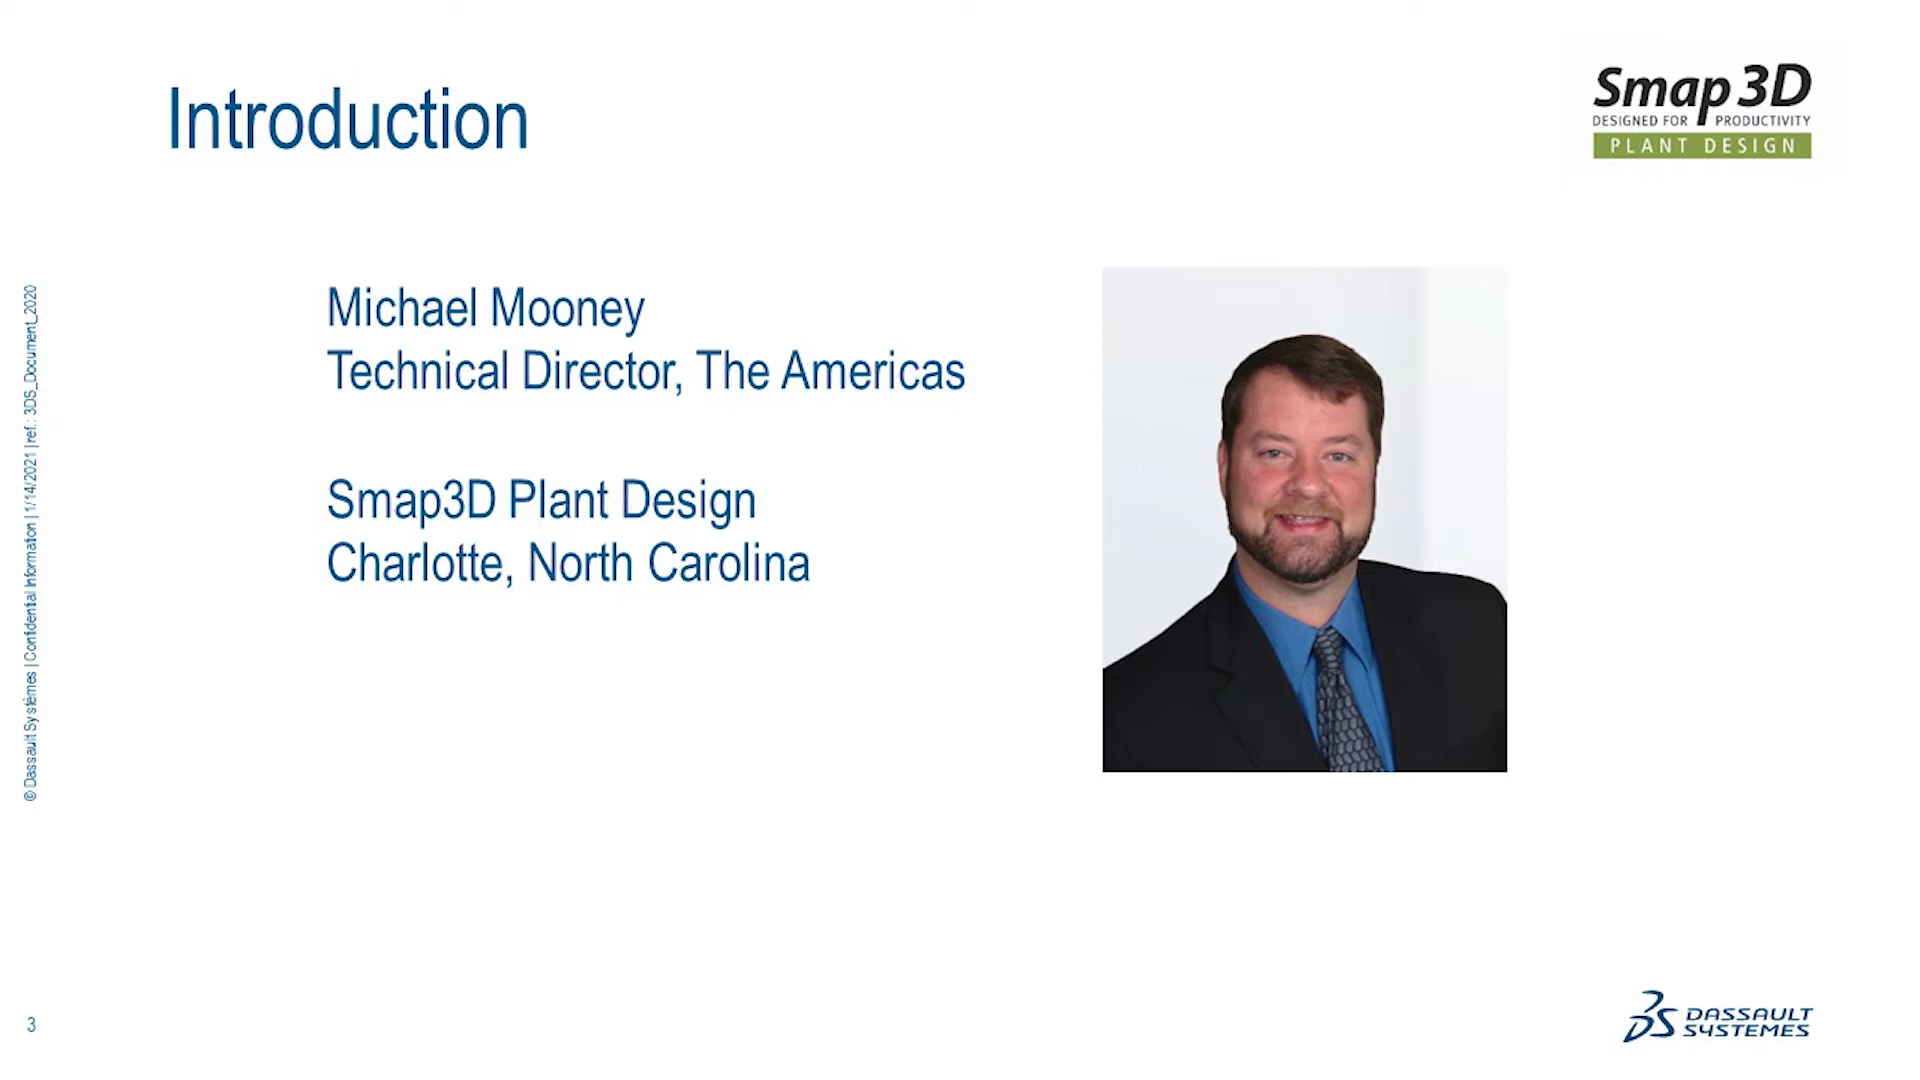 Introduction
Smap 3D
DESIGNED FOR PRODUCTIVITY
PLANT DESIGN
Michael Mooney
Technical Director, The Americas
Smap3D Plant Design
Charlotte, North Carolina
© Dassault Systèmes | Confidential Information | 1/14/2021 | ref.: 3DS_Document_2020
3
3DS DASSAULT
SYSTEMES